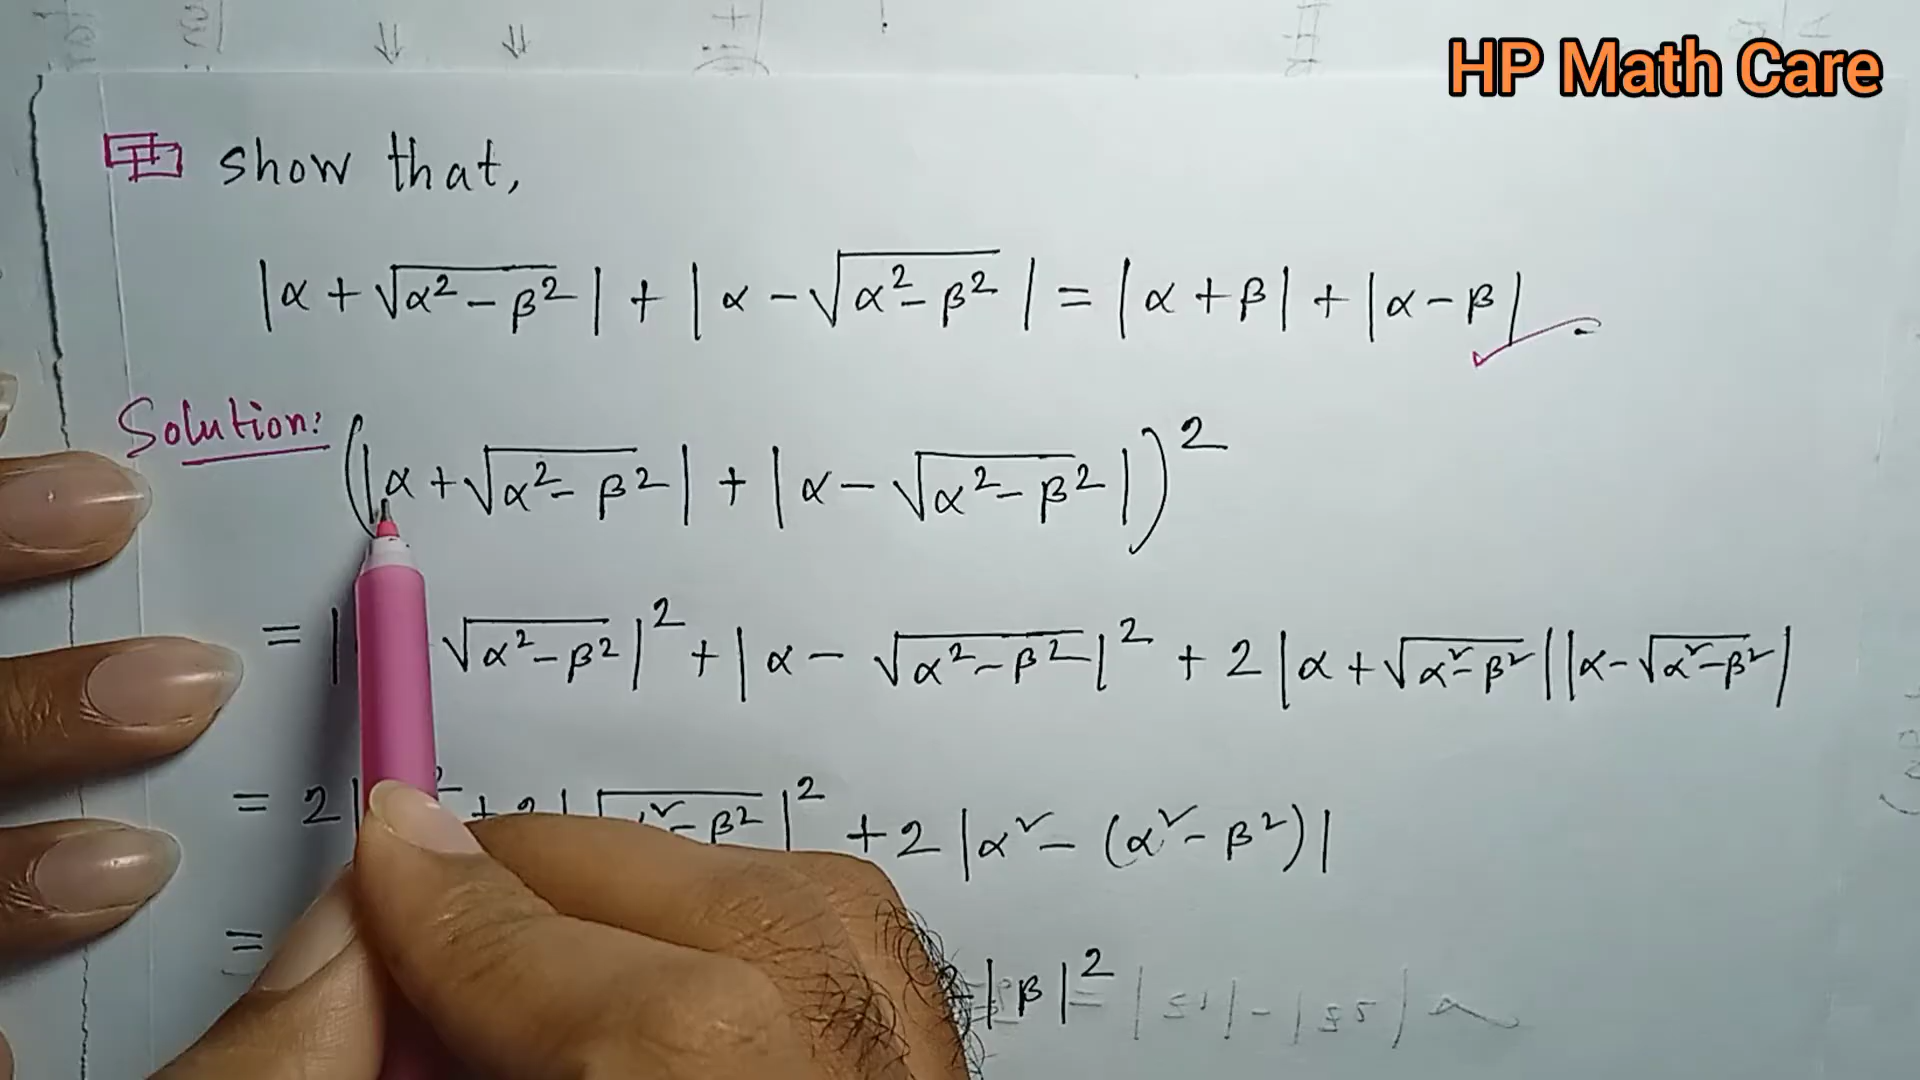 HP Math Care
Show that,
|α + √α² - β²| + |α - √α² - β²| = |α + β| + |α - β|
Solution: (|α + √α² - β²| + |α - √α² - β²|)²
= | √α² - β²|² + |α - √α² - β²|² + 2|α + √α² - β²||α - √α² - β²|
= 2| ² + 2|√α² - β²|² + 2|α² - (α² - β²)|
= |β|²